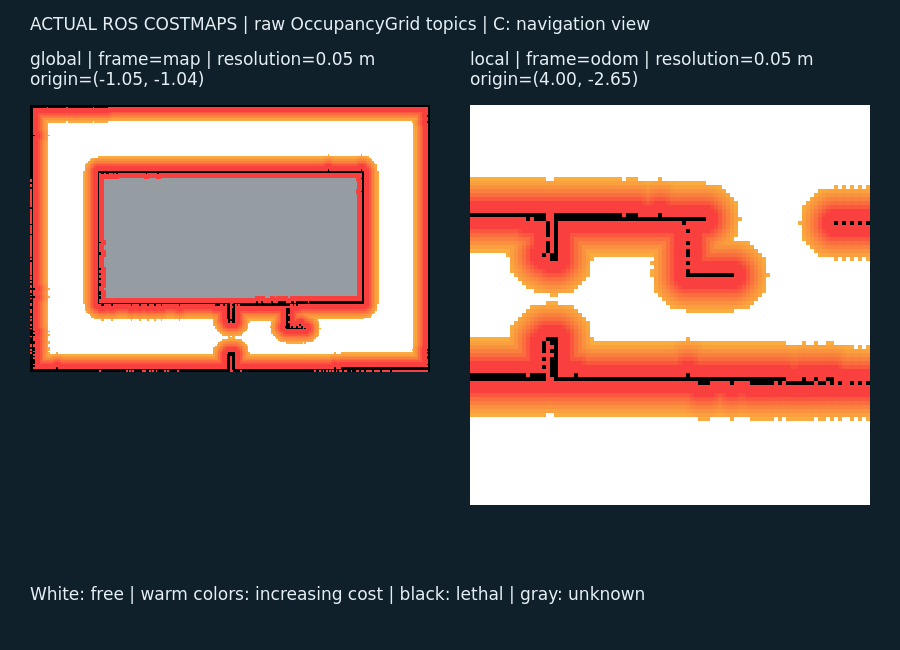 ACTUAL ROS COSTMAPS | raw OccupancyGrid topics | C: navigation view
global | frame=map | resolution=0.05 m
origin=(-1.05, -1.04)
local | frame=odom | resolution=0.05 m
origin=(4.00, -2.65)
White: free | warm colors: increasing cost | black: lethal | gray: unknown